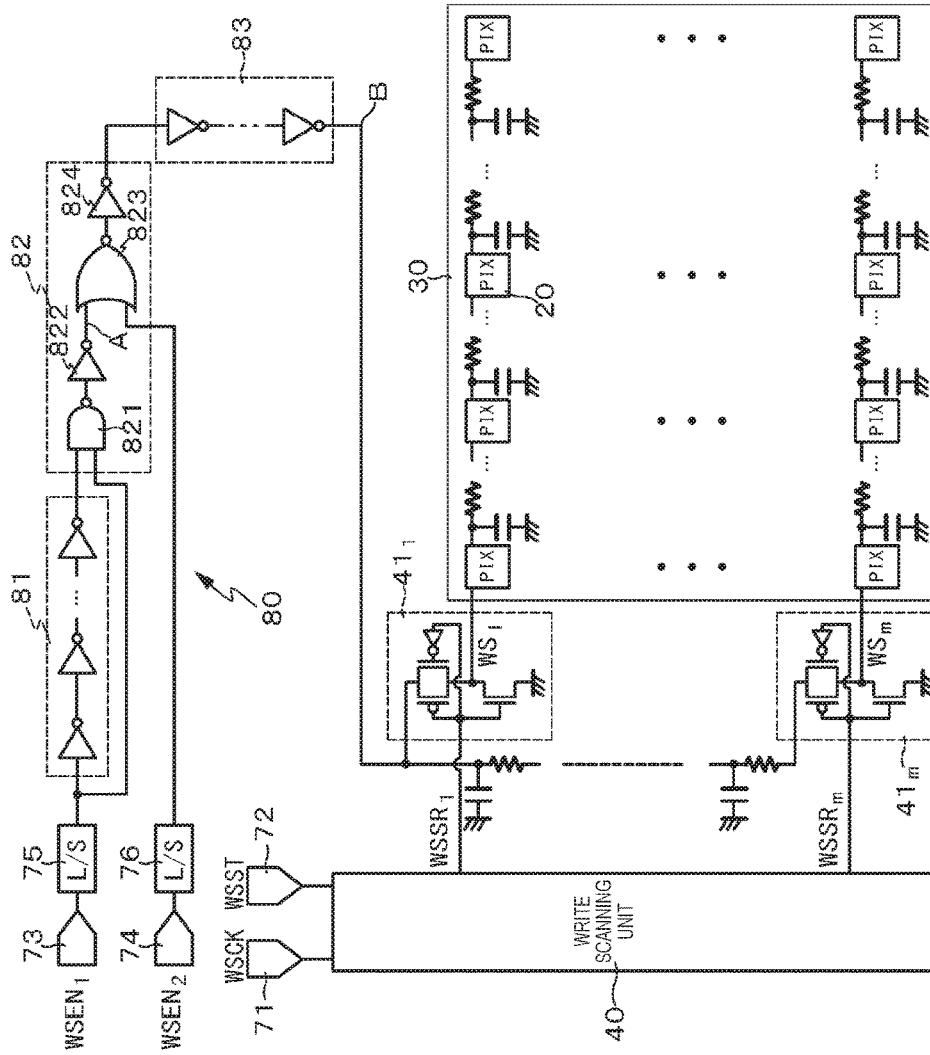 WSEN₁
73
75
L/S
81
82
821
822
A
823
824
83
WSEN₂
74
76
L/S
80
B
WSCK
71
WSST
72
WRITE
SCANNING
UNIT
40
WSSR₁
41₁
WS₁
30
PIX
...
PIX
...
PIX
20
...
PIX
WSSRₘ
41ₘ
WSₘ
PIX
...
PIX
...
PIX
...
PIX